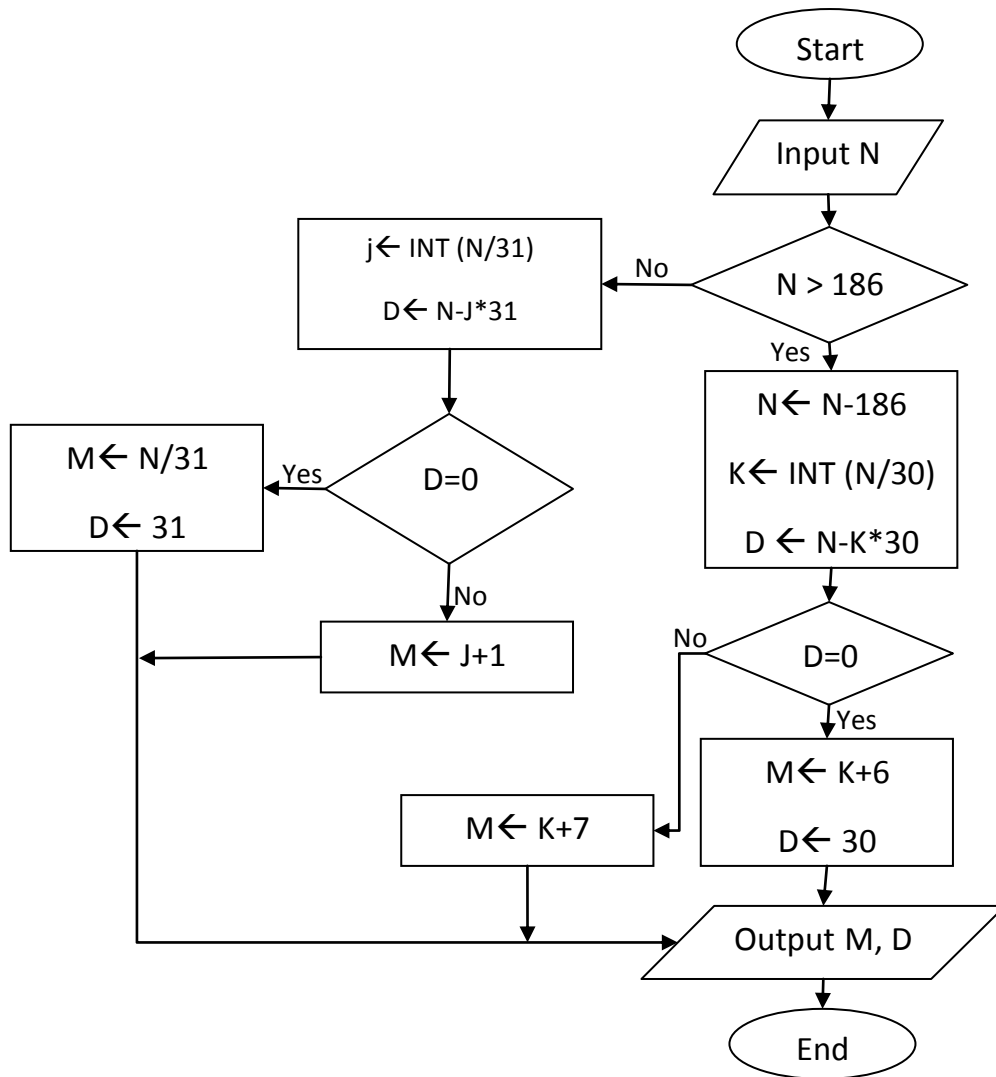 Start
Input N
N > 186
No
j← INT (N/31)
D← N-J*31
Yes
N← N-186
K← INT (N/30)
D ← N-K*30
D=0
Yes
M← N/31
D← 31
No
M← J+1
D=0
No
M← K+7
Yes
M← K+6
D← 30
Output M, D
End